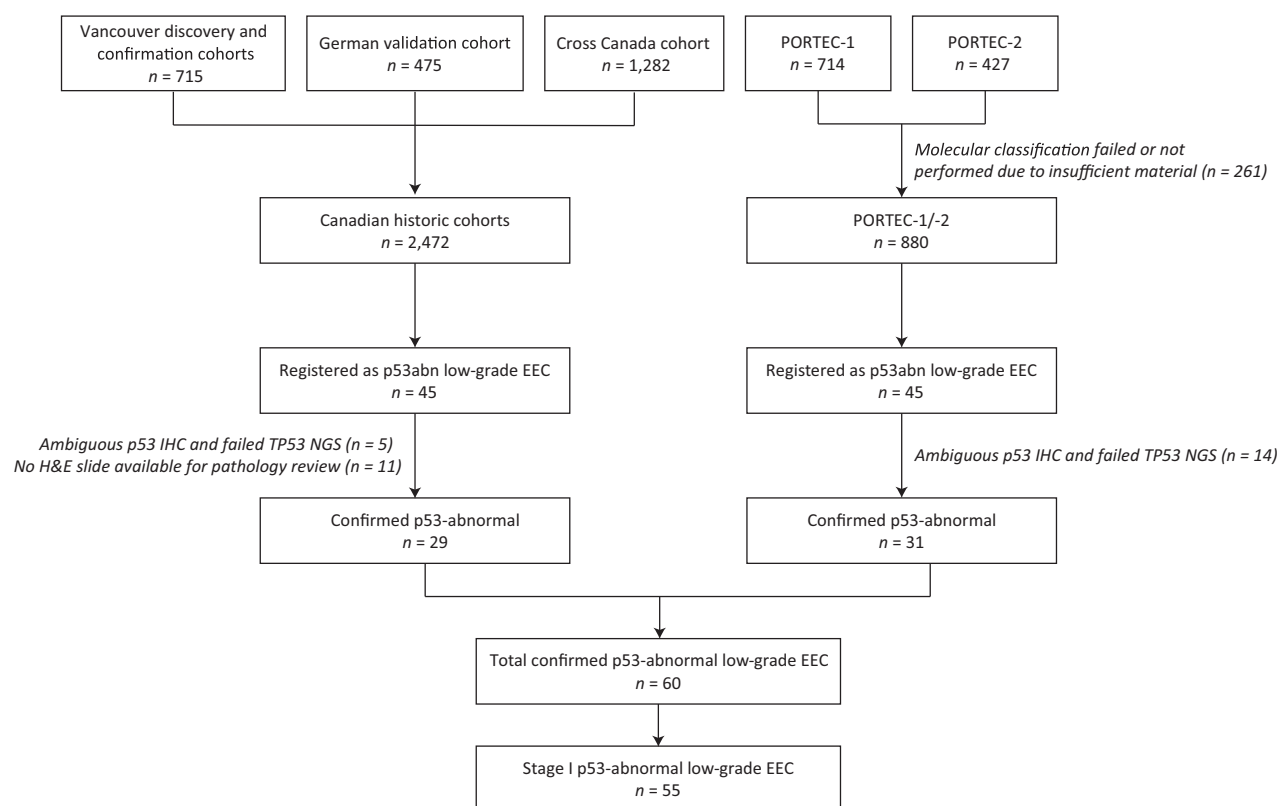 Vancouver discovery and
confirmation cohorts
n = 715
German validation cohort
n = 475
Cross Canada cohort
n = 1,282
PORTEC-1
n = 714
PORTEC-2
n = 427
Molecular classification failed or not
performed due to insufficient material (n = 261)
Canadian historic cohorts
n = 2,472
PORTEC-1/-2
n = 880
Registered as p53abn low-grade EEC
n = 45
Registered as p53abn low-grade EEC
n = 45
Ambiguous p53 IHC and failed TP53 NGS (n = 5)
No H&E slide available for pathology review (n = 11)
Ambiguous p53 IHC and failed TP53 NGS (n = 14)
Confirmed p53-abnormal
n = 29
Confirmed p53-abnormal
n = 31
Total confirmed p53-abnormal low-grade EEC
n = 60
Stage I p53-abnormal low-grade EEC
n = 55